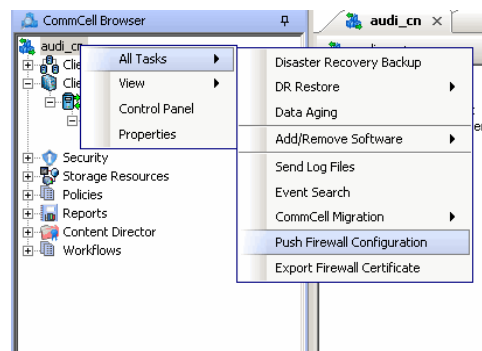 CommCell Browser
audi_cn
audi_cn
Clie
Clie
Security
Storage Resources
Policies
Reports
Content Director
Workflows
All Tasks
View
Control Panel
Properties
Disaster Recovery Backup
DR Restore
Data Aging
Add/Remove Software
Send Log Files
Event Search
CommCell Migration
Push Firewall Configuration
Export Firewall Certificate